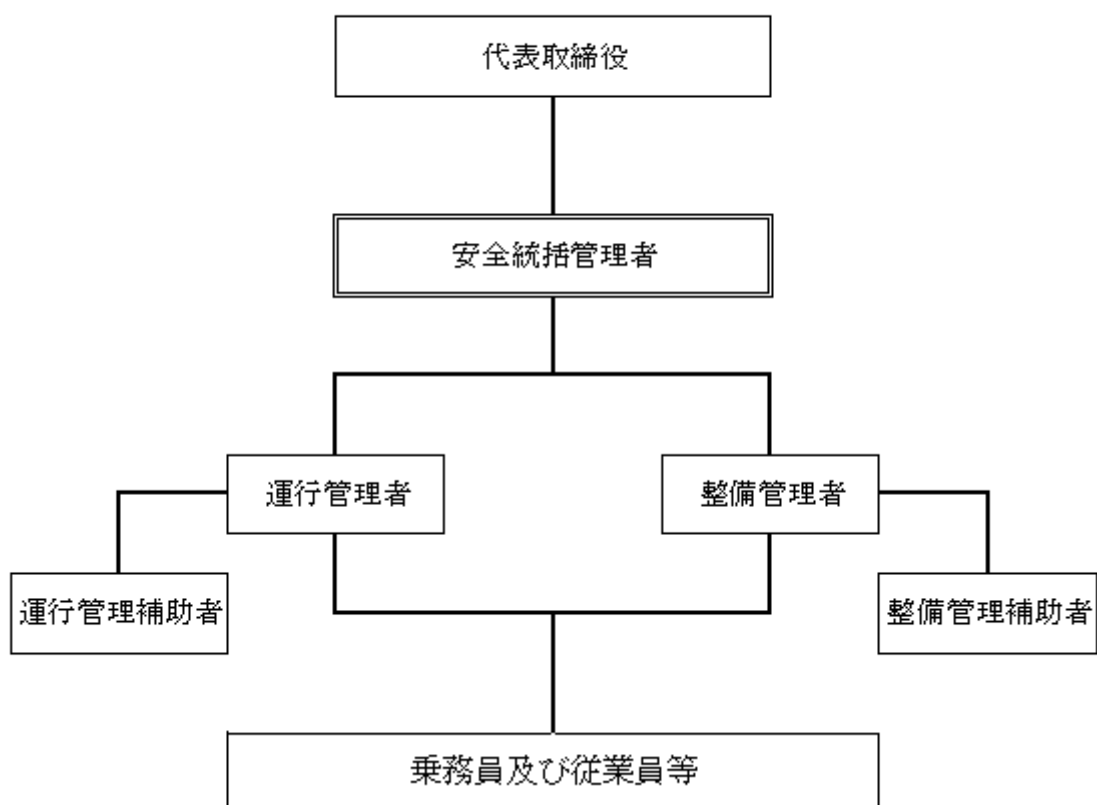 代表取締役
安全統括管理者
運行管理者
整備管理者
運行管理補助者
整備管理補助者
乗務員及び従業員等